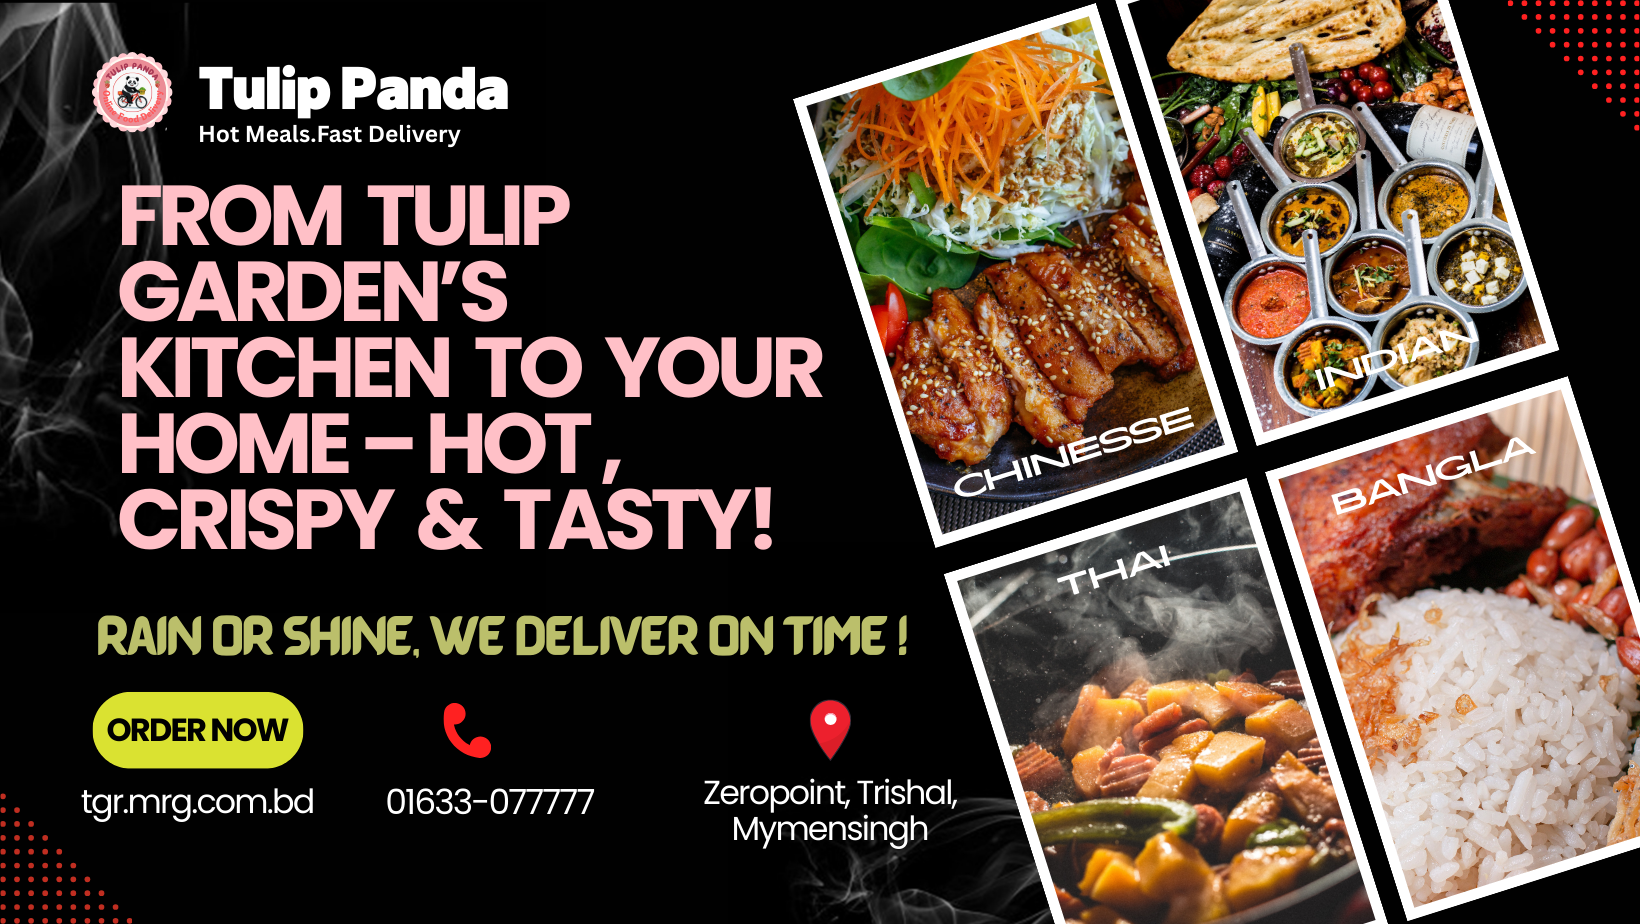 TULIP PANDA
Tulip Panda
Hot Meals.Fast Delivery
FROM TULIP
GARDEN'S
KITCHEN TO YOUR
HOME – HOT ,
CRISPY & TASTY!
RAIN OR SHINE, WE DELIVER ON TIME !
ORDER NOW
tgr.mrg.com.bd
01633-077777
Zeropoint, Trishal,
Mymensingh
CHINESSE
INDIAN
THAI
BANGLA